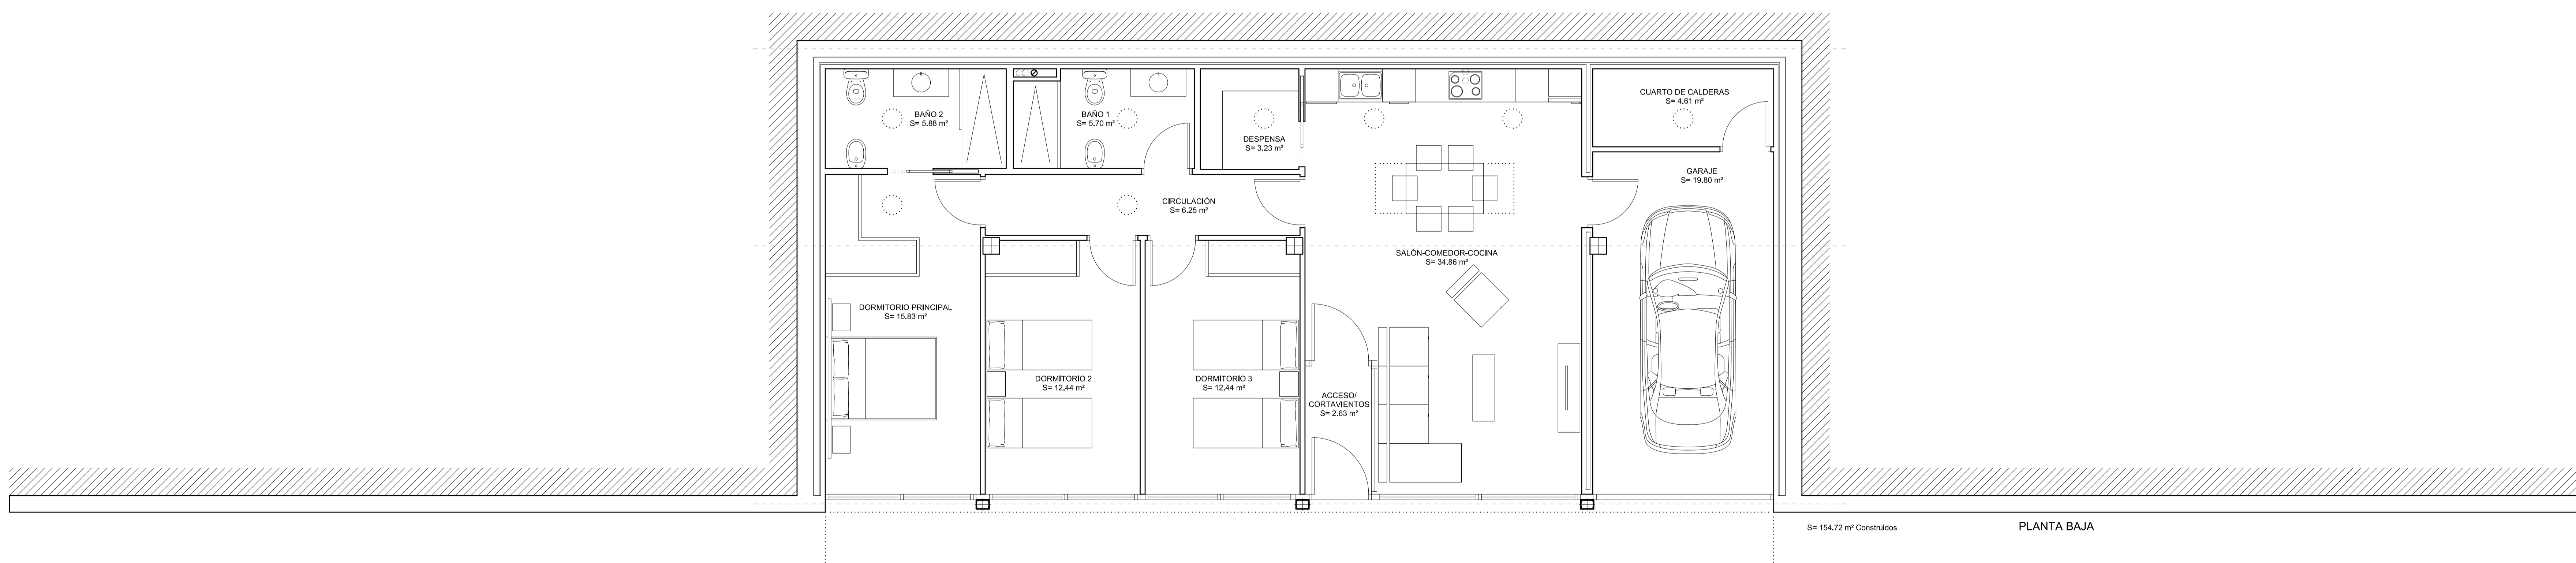 BAÑO 2
S= 5,88 m²
BAÑO 1
S= 5,70 m²
DESPENSA
S= 3.23 m²
CUARTO DE CALDERAS
S= 4,61 m²
GARAJE
S= 19.80 m²
CIRCULACIÓN
S= 6.25 m²
SALÓN-COMEDOR-COCINA
S= 34,86 m²
DORMITORIO PRINCIPAL
S= 15,83 m²
DORMITORIO 2
S= 12,44 m²
DORMITORIO 3
S= 12,44 m²
ACCESO/
CORTAVIENTOS
S= 2.63 m²
S= 154,72 m² Construidos
PLANTA BAJA